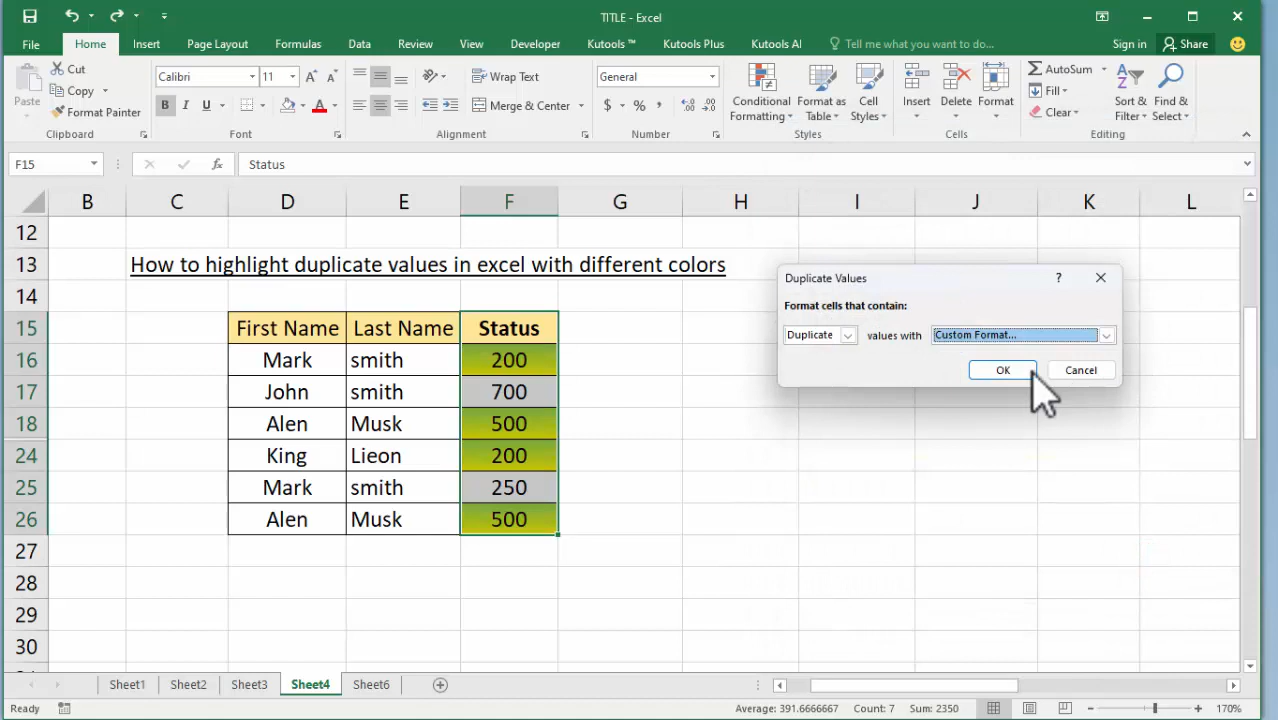 TITLE - Excel
File Home Insert Page Layout Formulas Data Review View Developer Kutools ™ Kutools Plus Kutools AI Tell me what you want to do... Sign in Share
Paste Cut Copy Format Painter Clipboard
Calibri 11 B I U A Font
Wrap Text Merge & Center Alignment
General $ % , Number
Conditional Formatting Format as Table Cell Styles Styles
Insert Delete Format Cells
AutoSum Fill Clear Sort & Filter Find & Select Editing
F15 fx Status
B C D E F G H I J K L
12
13 How to highlight duplicate values in excel with different colors
14
15 First Name Last Name Status
16 Mark smith 200
17 John smith 700
18 Alen Musk 500
24 King Lieon 200
25 Mark smith 250
26 Alen Musk 500
27
28
29
30
Duplicate Values ?
Format cells that contain:
Duplicate values with Custom Format...
OK Cancel
Sheet1 Sheet2 Sheet3 Sheet4 Sheet6
Ready Average: 391.6666667 Count: 7 Sum: 2350 170%